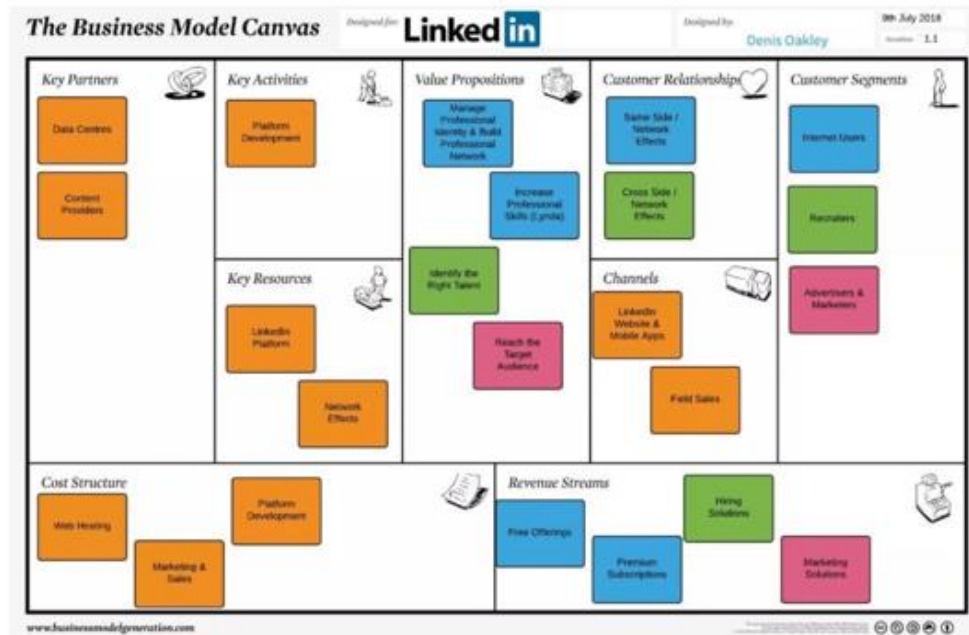 The Business Model Canvas
Designed for:
Linked in
Designed by:
Denis Oakley
9th July 2018
Iteration 1.1
Key Partners
Data Centres
Content
Providers
Key Activities
Platform
Development
Key Resources
LinkedIn
Platform
Network
Effects
Value Propositions
Manage
Professional
Identity & Build
Professional
Network
Increase
Professional
Skills (Lynda)
Identify the
Right Talent
Reach the
Target
Audience
Customer Relationships
Same Side /
Network
Effects
Cross Side /
Network
Effects
Channels
LinkedIn
Website &
Mobile Apps
Field Sales
Customer Segments
Internet Users
Recruiters
Advertisers &
Marketers
Cost Structure
Web Hosting
Marketing &
Sales
Platform
Development
Revenue Streams
Free Offerings
Premium
Subscriptions
Hiring
Solutions
Marketing
Solutions
www.businessmodelgeneration.com